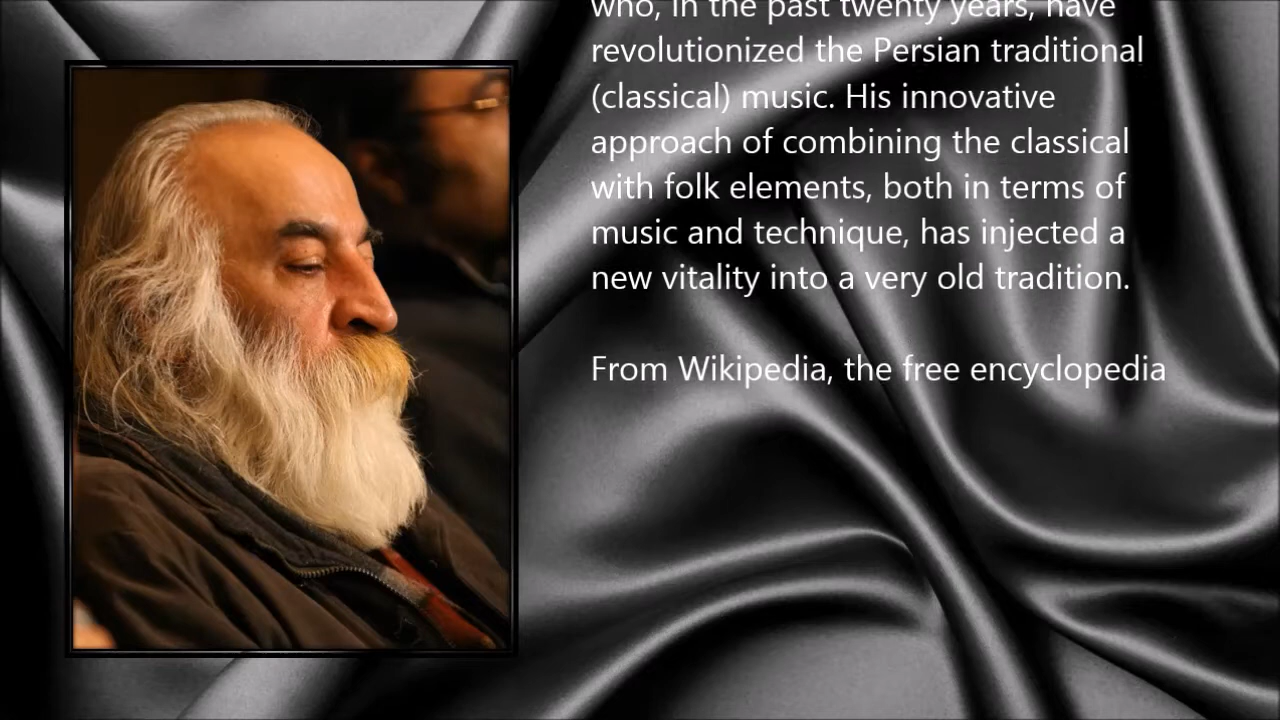 who, in the past twenty years, have
revolutionized the Persian traditional
(classical) music. His innovative
approach of combining the classical
with folk elements, both in terms of
music and technique, has injected a
new vitality into a very old tradition.
From Wikipedia, the free encyclopedia